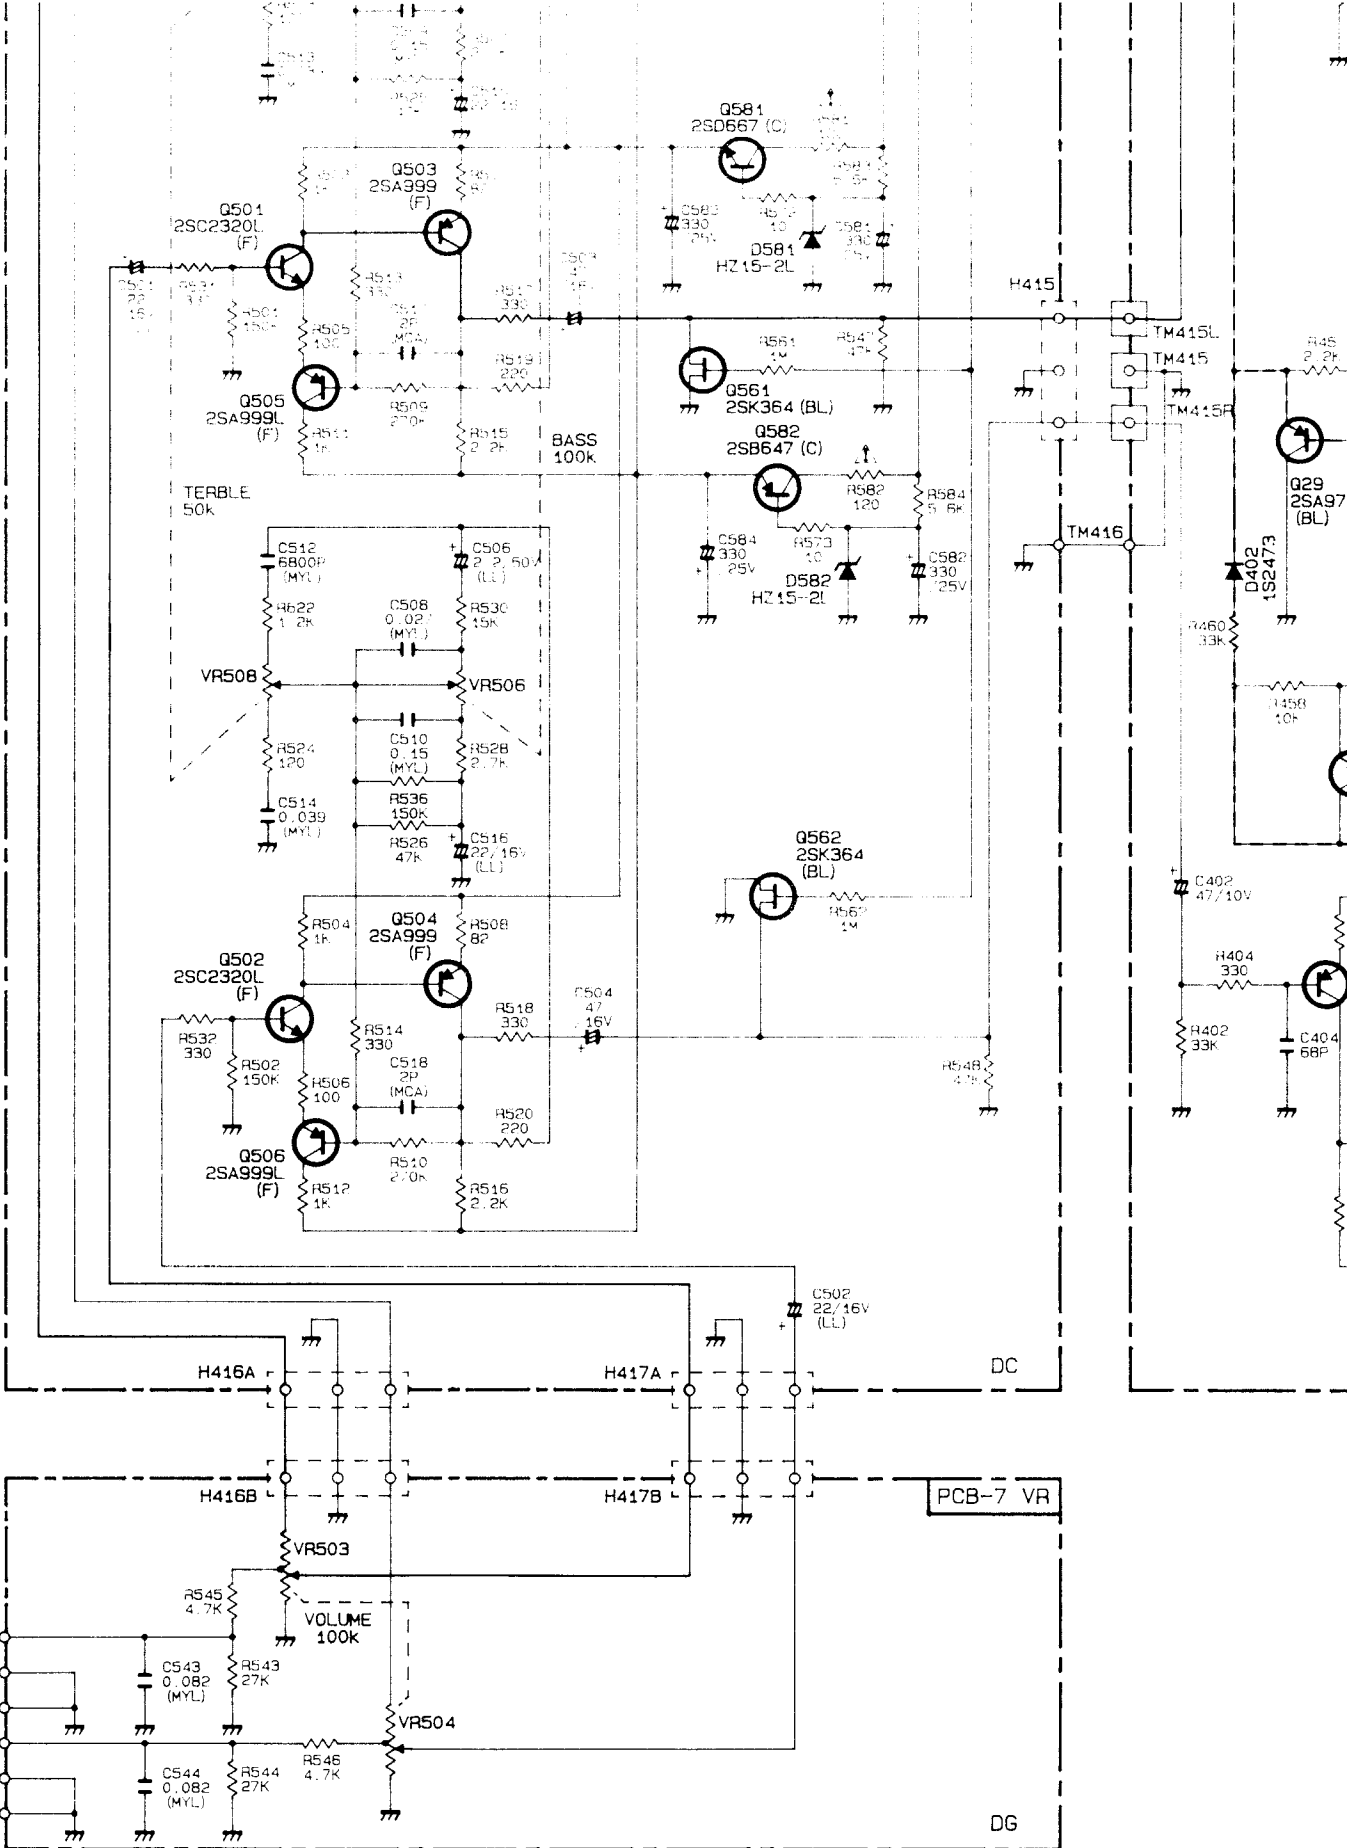 Q581
2SD667 (C)
Q503
2SA999
(F)
Q501
2SC2320L
(F)
C583
330
D581
HZ15-2L
H415
R513
R501
150K
R505
100
R519
220
R561
1M
TM415L
TM415
TM415R
R45
2.2K
Q505
2SA999L
(F)
R509
270K
Q561
2SK364 (BL)
Q582
2SB647 (C)
R511
1K
R515
2.2K
BASS
100k
TERBLE
50k
R582
120
R584
5.6K
Q29
2SA97
(BL)
TM416
C512
6800P
(MYL)
C506
2.2/50V
(LL)
C584
330
/25V
R573
10
D582
HZ15-2L
C582
330
/25V
D402
1S2473
R622
1.2K
C508
(MYL)
R530
15K
R460
33K
VR508
VR506
R458
10K
R524
120
C510
0.15
(MYL)
R528
2.7K
R536
150K
C514
0.039
(MYL)
R526
47K
C516
22/16V
(LL)
Q562
2SK364
(BL)
R562
1M
C402
47/10V
R504
1K
Q504
2SA999
(F)
R508
82
Q502
2SC2320L
(F)
R404
330
R532
330
R502
150K
R514
330
R518
330
C504
47
/16V
C518
2P
(MCA)
R506
100
R548
47K
R402
33K
C404
68P
R520
220
Q506
2SA999L
(F)
R510
270K
R512
1K
R516
2.2K
C502
22/16V
(LL)
H416A
H417A
DC
H416B
H417B
PCB-7 VR
VR503
R545
4.7K
VOLUME
100k
C543
0.082
(MYL)
R543
27K
VR504
R546
4.7K
C544
0.082
(MYL)
R544
27K
DG